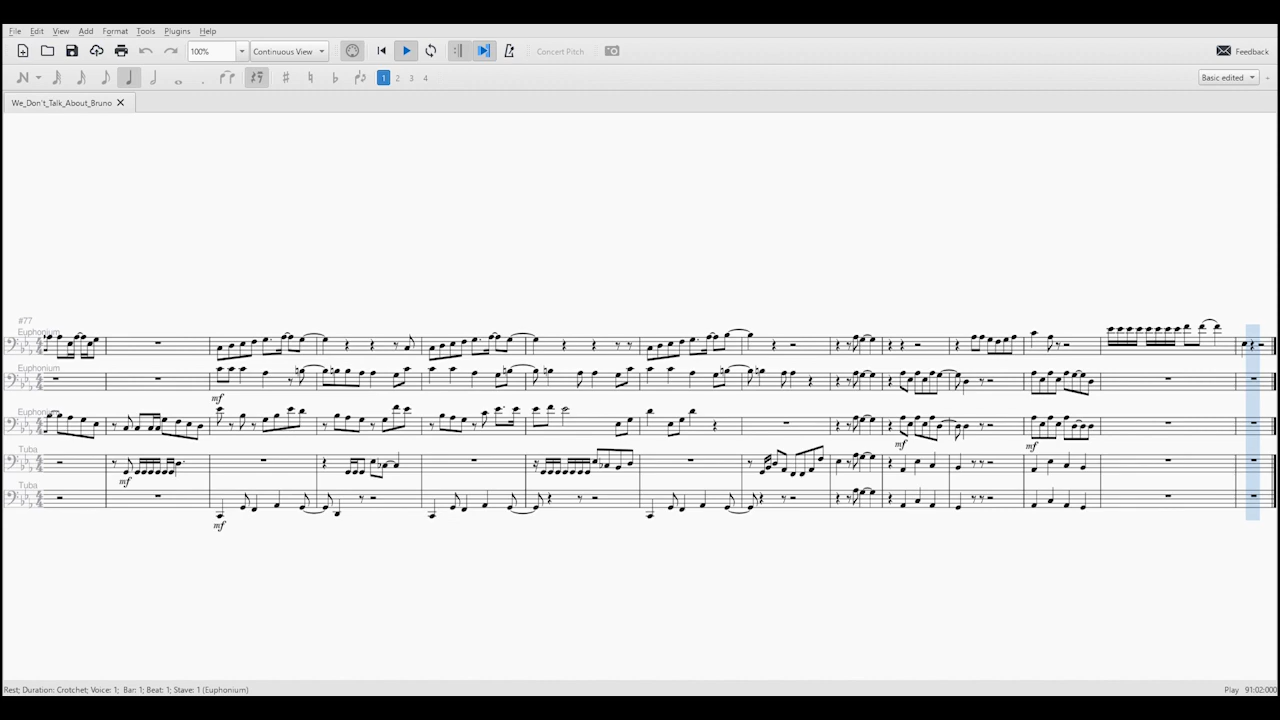 File Edit View Add Format Tools Plugins Help
100% Continuous View Concert Pitch Feedback
1 2 3 4 Basic edited
We_Don't_Talk_About_Bruno
#77
Euphonium
Euphonium
mf
Euphonium
mf mf
Tuba
mf
Tuba
mf
Rest; Duration: Crotchet; Voice: 1; Bar: 1; Beat: 1; Stave: 1 (Euphonium) Play 91:02:000